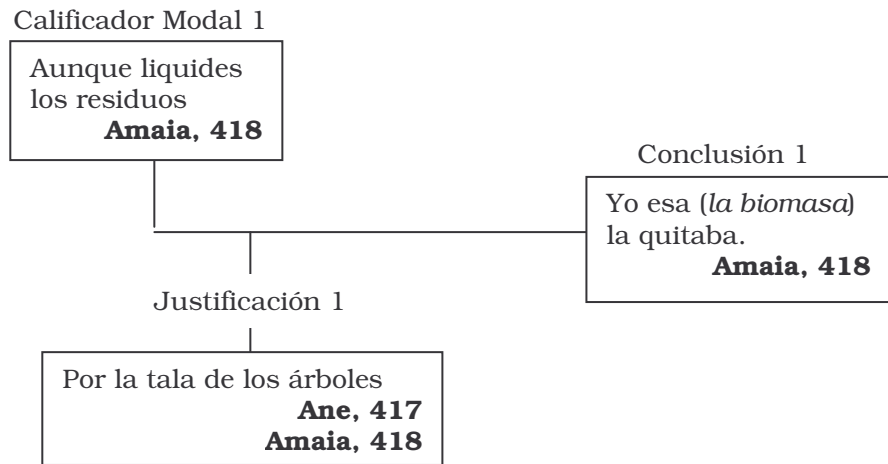 Calificador Modal 1
Aunque liquides
los residuos
Amaia, 418
Conclusión 1
Yo esa (la biomasa)
la quitaba.
Amaia, 418
Justificación 1
Por la tala de los árboles
Ane, 417
Amaia, 418